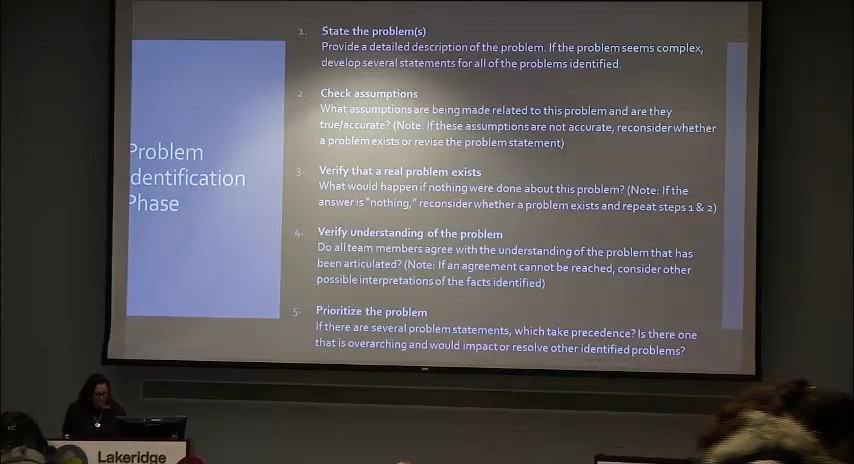 Problem
dentification
Phase
1. State the problem(s)
Provide a detailed description of the problem. If the problem seems complex,
develop several statements for all of the problems identified.
2. Check assumptions
What assumptions are being made related to this problem and are they
true/accurate? (Note: If these assumptions are not accurate, reconsider whether
a problem exists or revise the problem statement)
3. Verify that a real problem exists
What would happen if nothing were done about this problem? (Note: If the
answer is "nothing," reconsider whether a problem exists and repeat steps 1 & 2)
4. Verify understanding of the problem
Do all team members agree with the understanding of the problem that has
been articulated? (Note: If an agreement cannot be reached, consider other
possible interpretations of the facts identified)
5. Prioritize the problem
If there are several problem statements, which take precedence? Is there one
that is overarching and would impact or resolve other identified problems?
Lakeridge